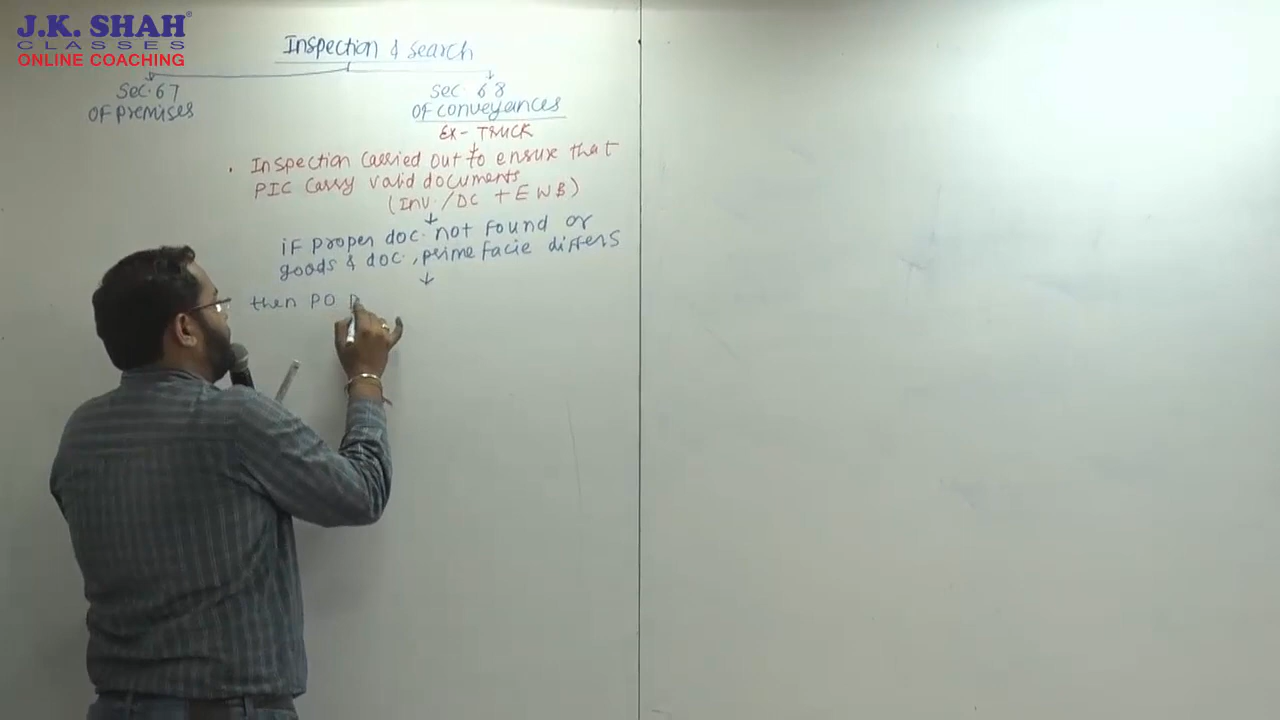 J.K. SHAH®
CLASSES
ONLINE COACHING
Inspection & search
Sec. 67
OF premises
Sec. 68
OF conveyances
Ex- TRUCK
. Inspection carried out to ensure that
PIC carry valid documents
(Inv. /DC + EWB)
if proper doc. not found or
goods & doc., prime facie differs
then PO